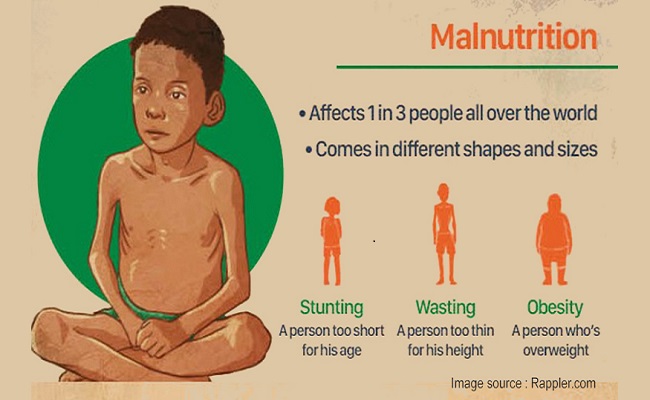 Malnutrition
• Affects 1 in 3 people all over the world
• Comes in different shapes and sizes
Stunting
A person too short
for his age
Wasting
A person too thin
for his height
Obesity
A person who's
overweight
Image source : Rappler.com